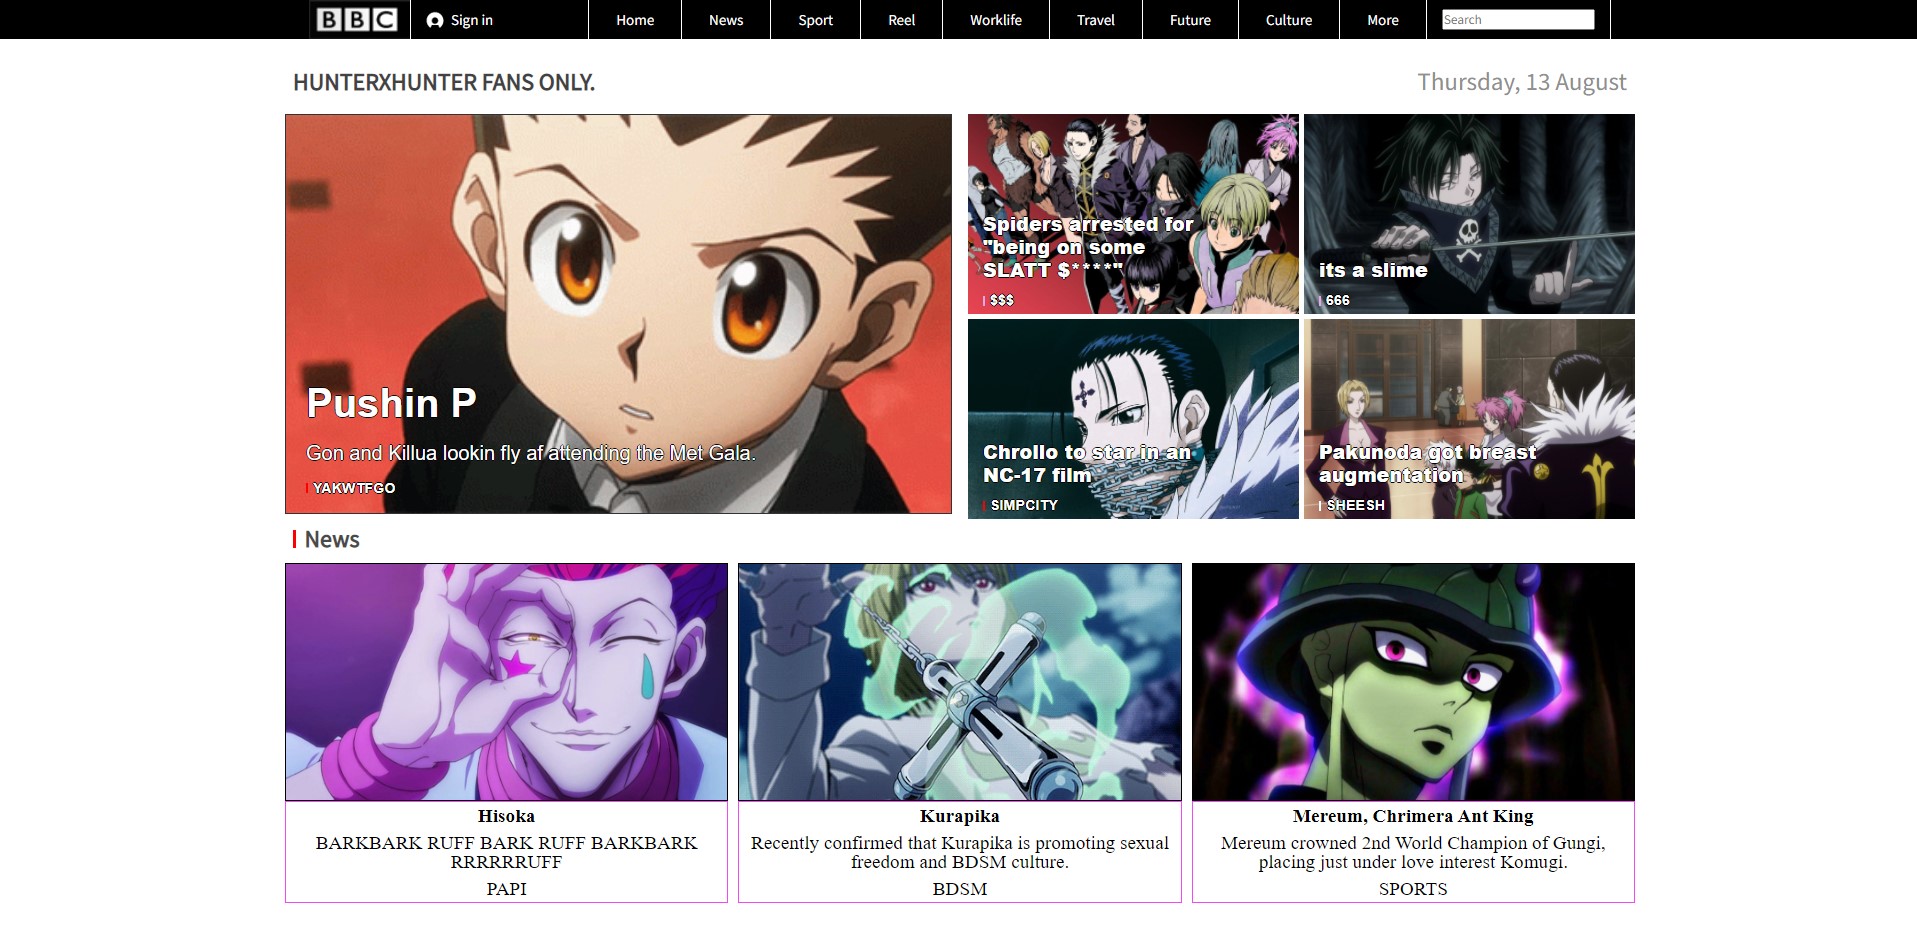 BBC Sign in Home News Sport Reel Worklife Travel Future Culture More Search
HUNTERXHUNTER FANS ONLY.
Thursday, 13 August
Pushin P
Gon and Killua lookin fly af attending the Met Gala.
YAKWTFGO
Spiders arrested for
"being on some
SLATT $****"
$$$
its a slime
666
Chrollo to star in an
NC-17 film
SIMPCITY
Pakunoda got breast
augmentation
SHEESH
News
Hisoka
BARKBARK RUFF BARK RUFF BARKBARK
RRRRRRUFF
PAPI
Kurapika
Recently confirmed that Kurapika is promoting sexual
freedom and BDSM culture.
BDSM
Mereum, Chrimera Ant King
Mereum crowned 2nd World Champion of Gungi,
placing just under love interest Komugi.
SPORTS